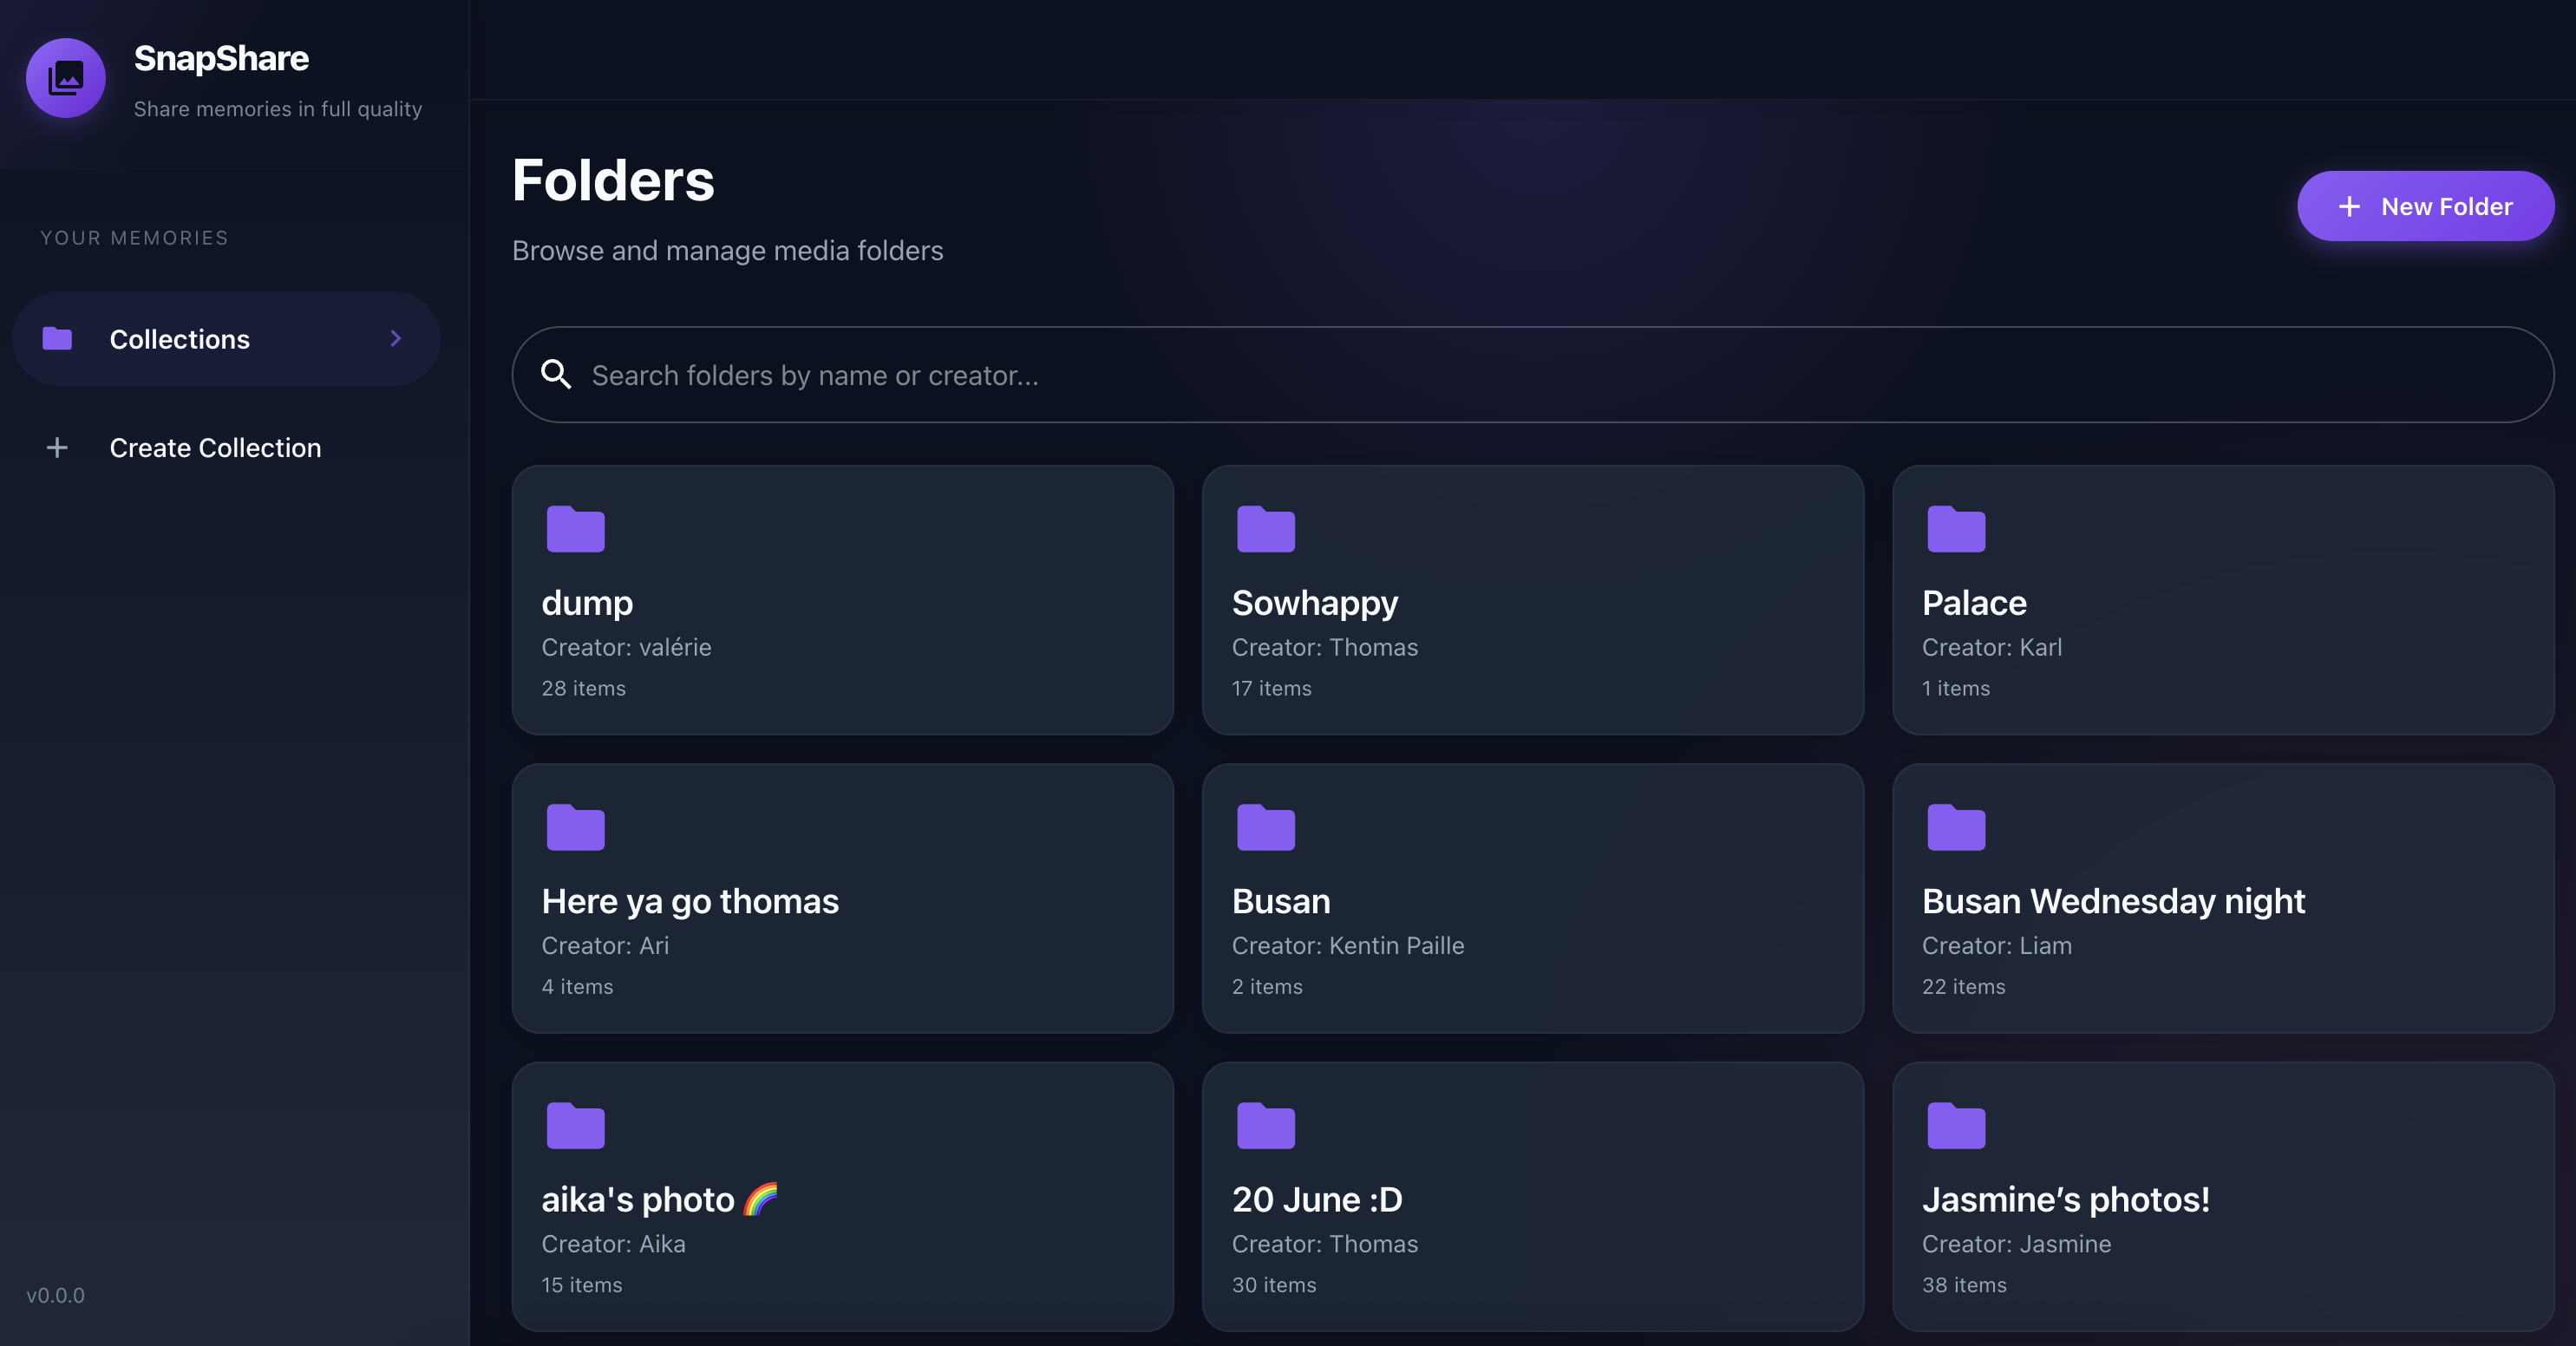 SnapShare
Share memories in full quality
YOUR MEMORIES
Collections
Create Collection
v0.0.0
Folders
Browse and manage media folders
New Folder
Search folders by name or creator...
dump
Creator: valérie
28 items
Sowhappy
Creator: Thomas
17 items
Palace
Creator: Karl
1 items
Here ya go thomas
Creator: Ari
4 items
Busan
Creator: Kentin Paille
2 items
Busan Wednesday night
Creator: Liam
22 items
aika's photo 🌈
Creator: Aika
15 items
20 June :D
Creator: Thomas
30 items
Jasmine’s photos!
Creator: Jasmine
38 items